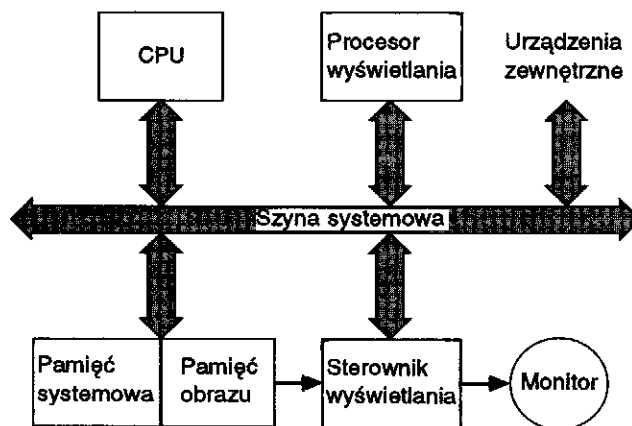 CPU
Procesor
wyświetlania
Urządzenia
zewnętrzne
Szyna systemowa
Pamięć
systemowa
Pamięć
obrazu
Sterownik
wyświetlania
Monitor